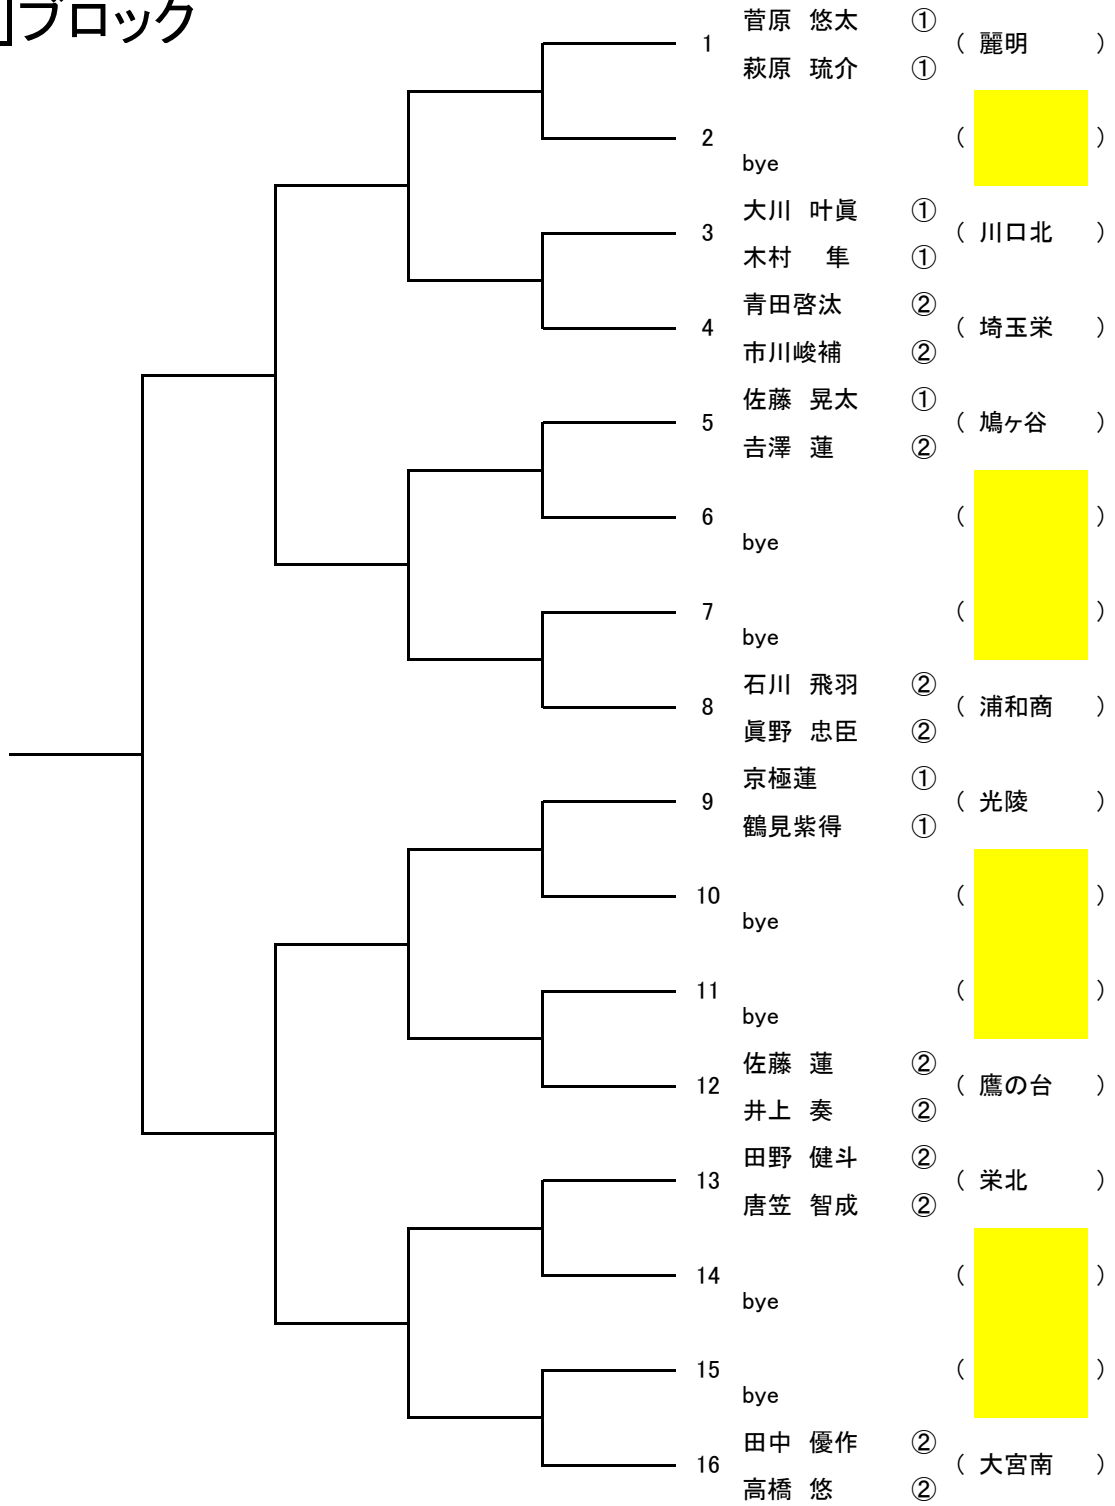 ブロック
菅原 悠太 ①
1 ( 麗明 )
萩原 琉介 ①
2 ( )
bye
大川 叶眞 ①
3 ( 川口北 )
木村 隼 ①
青田啓汰 ②
4 ( 埼玉栄 )
市川峻補 ②
佐藤 晃太 ①
5 ( 鳩ヶ谷 )
𠮷澤 蓮 ②
6 ( )
bye
7 ( )
bye
石川 飛羽 ②
8 ( 浦和商 )
眞野 忠臣 ②
京極蓮 ①
9 ( 光陵 )
鶴見紫得 ①
10 ( )
bye
11 ( )
bye
佐藤 蓮 ②
12 ( 鷹の台 )
井上 奏 ②
田野 健斗 ②
13 ( 栄北 )
唐笠 智成 ②
14 ( )
bye
15 ( )
bye
田中 優作 ②
16 ( 大宮南 )
高橋 悠 ②